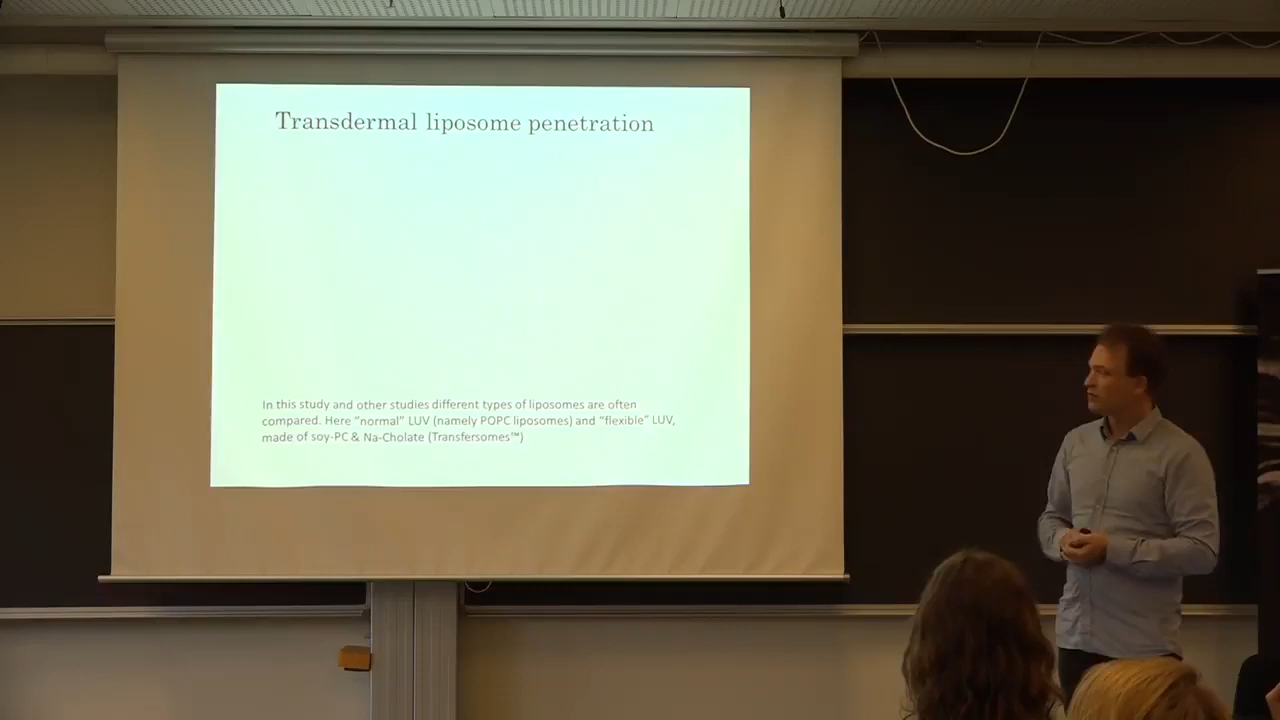 Transdermal liposome penetration
In this study and other studies different types of liposomes are often
compared. Here “normal” LUV (namely POPC liposomes) and “flexible” LUV,
made of soy-PC & Na-Cholate (Transfersomes™)